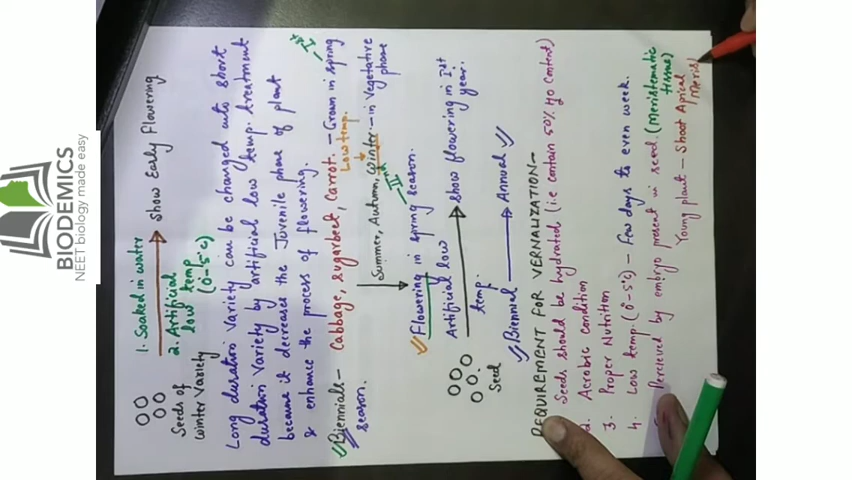 BIODEMICS
NEET biology made easy
1. Soaked in water
2. Artificial
low temp
(0-5°C)
Show Early Flowering
Seeds of
Winter Variety
Long duration variety can be changed into short
duration variety by artificial low temp. treatment
because it decreases the Juvenile phase of plant
& enhance the process of flowering.
Biennials - Cabbage, sugarbeet, Carrot. - Grown in spring
season.
Ist
Low temp.
Summer, Autumn, winter - in vegetative
phase
IInd
Flowering in spring season.
Artificial low
temp.
Show flowering in Ist
year.
Seed
Biennial
Annual
REQUIREMENT FOR VERNALIZATION-
Seeds should be hydrated, (i.e contain 50% H2O content)
2. Aerobic condition
3. Proper Nutrition
4. Low temp. (0-5°C) - Few days to even week.
Percieved by embryo present in seed. (Meristematic
tissue)
Young plant - Shoot Apical
Meris